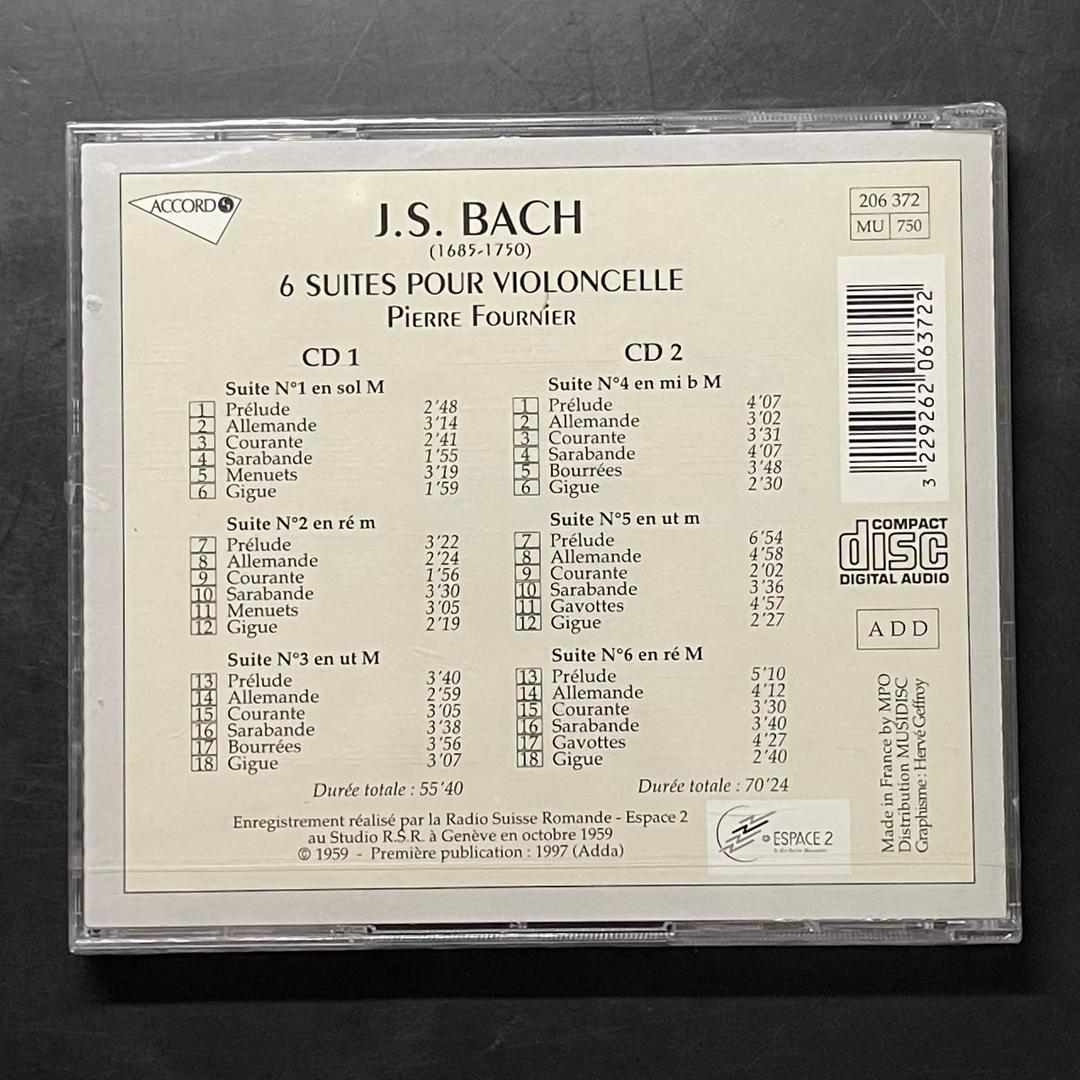 ACCORD
J.S. BACH
(1685-1750)
6 SUITES POUR VIOLONCELLE
PIERRE FOURNIER
206 372
MU 750
CD 1
Suite N°1 en sol M
1 Prélude 2'48
2 Allemande 3'14
3 Courante 2'41
4 Sarabande 1'55
5 Menuets 3'19
6 Gigue 1'59
Suite N°2 en ré m
7 Prélude 3'22
8 Allemande 2'24
9 Courante 1'56
10 Sarabande 3'30
11 Menuets 3'05
12 Gigue 2'19
Suite N°3 en ut M
13 Prélude 3'40
14 Allemande 2'59
15 Courante 3'05
16 Sarabande 3'38
17 Bourrées 3'56
18 Gigue 3'07
Durée totale : 55'40
CD 2
Suite N°4 en mi b M
1 Prélude 4'07
2 Allemande 3'02
3 Courante 3'31
4 Sarabande 4'07
5 Bourrées 3'48
6 Gigue 2'30
Suite N°5 en ut m
7 Prélude 6'54
8 Allemande 4'58
9 Courante 2'02
10 Sarabande 3'36
11 Gavottes 4'57
12 Gigue 2'27
Suite N°6 en ré M
13 Prélude 5'10
14 Allemande 4'12
15 Courante 3'30
16 Sarabande 3'40
17 Gavottes 4'27
18 Gigue 2'40
Durée totale : 70'24
Enregistrement réalisé par la Radio Suisse Romande - Espace 2
au Studio R.S.R. à Genève en octobre 1959
© 1959 - Première publication : 1997 (Adda)
ESPACE 2
3 229262 063722
COMPACT
disc
DIGITAL AUDIO
ADD
Made in France by MPO
Distribution MUSIDISC
Graphisme : Hervé Geffroy